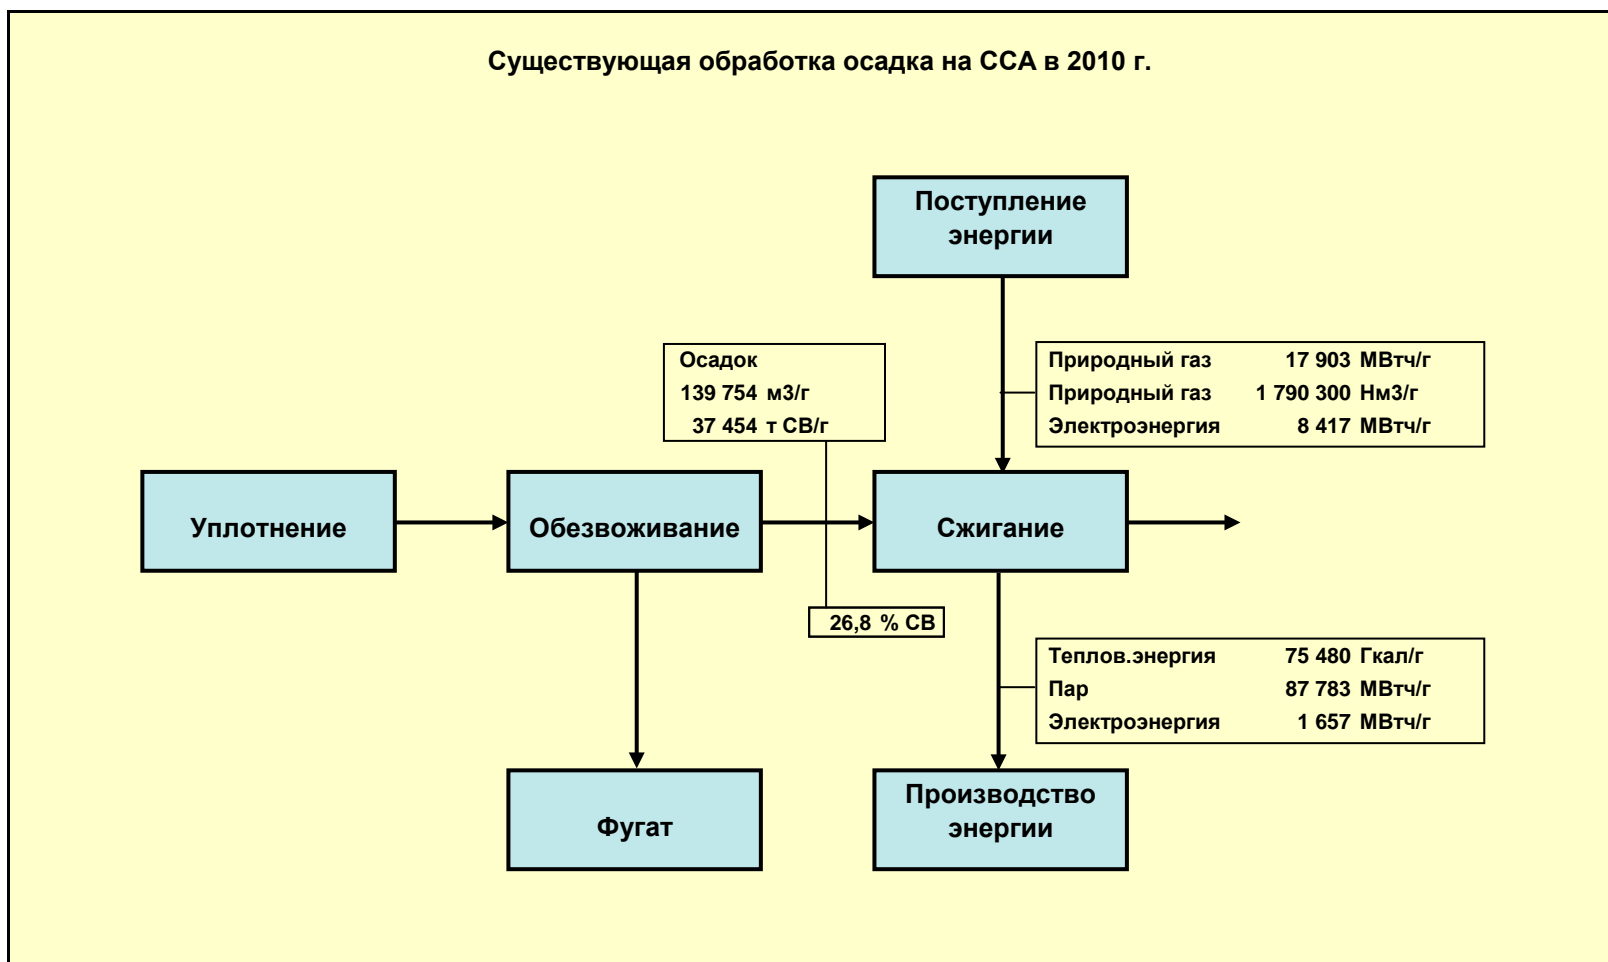 Существующая обработка осадка на ССА в 2010 г.
Поступление
энергии
Осадок
139 754 м3/г
37 454 т СВ/г
Природный газ 17 903 МВтч/г
Природный газ 1 790 300 Нм3/г
Электроэнергия 8 417 МВтч/г
Уплотнение
Обезвоживание
Сжигание
26,8 % СВ
Теплов.энергия 75 480 Гкал/г
Пар 87 783 МВтч/г
Электроэнергия 1 657 МВтч/г
Фугат
Производство
энергии